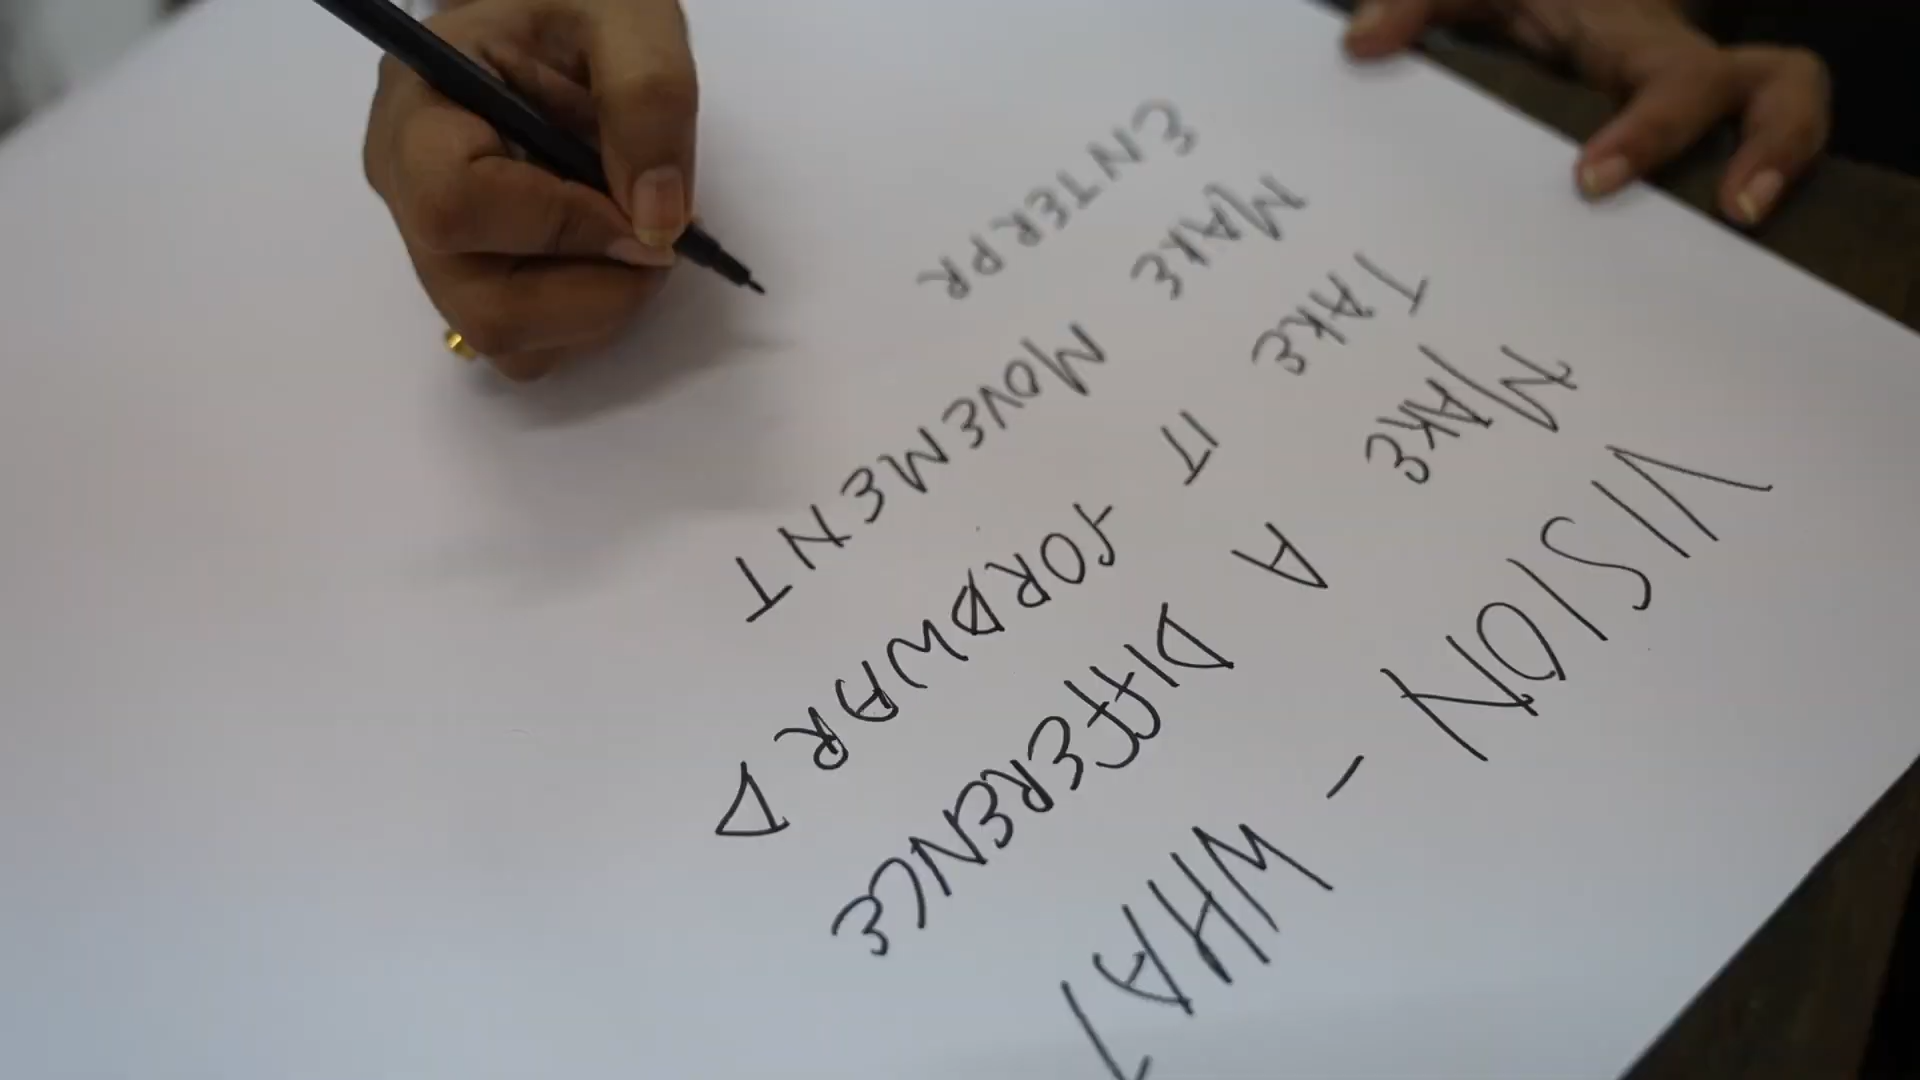 VISION - WHAT
MAKE A DIFFERENCE
TAKE IT FORDWARD
MAKE MOVEMENT
ENTERPR